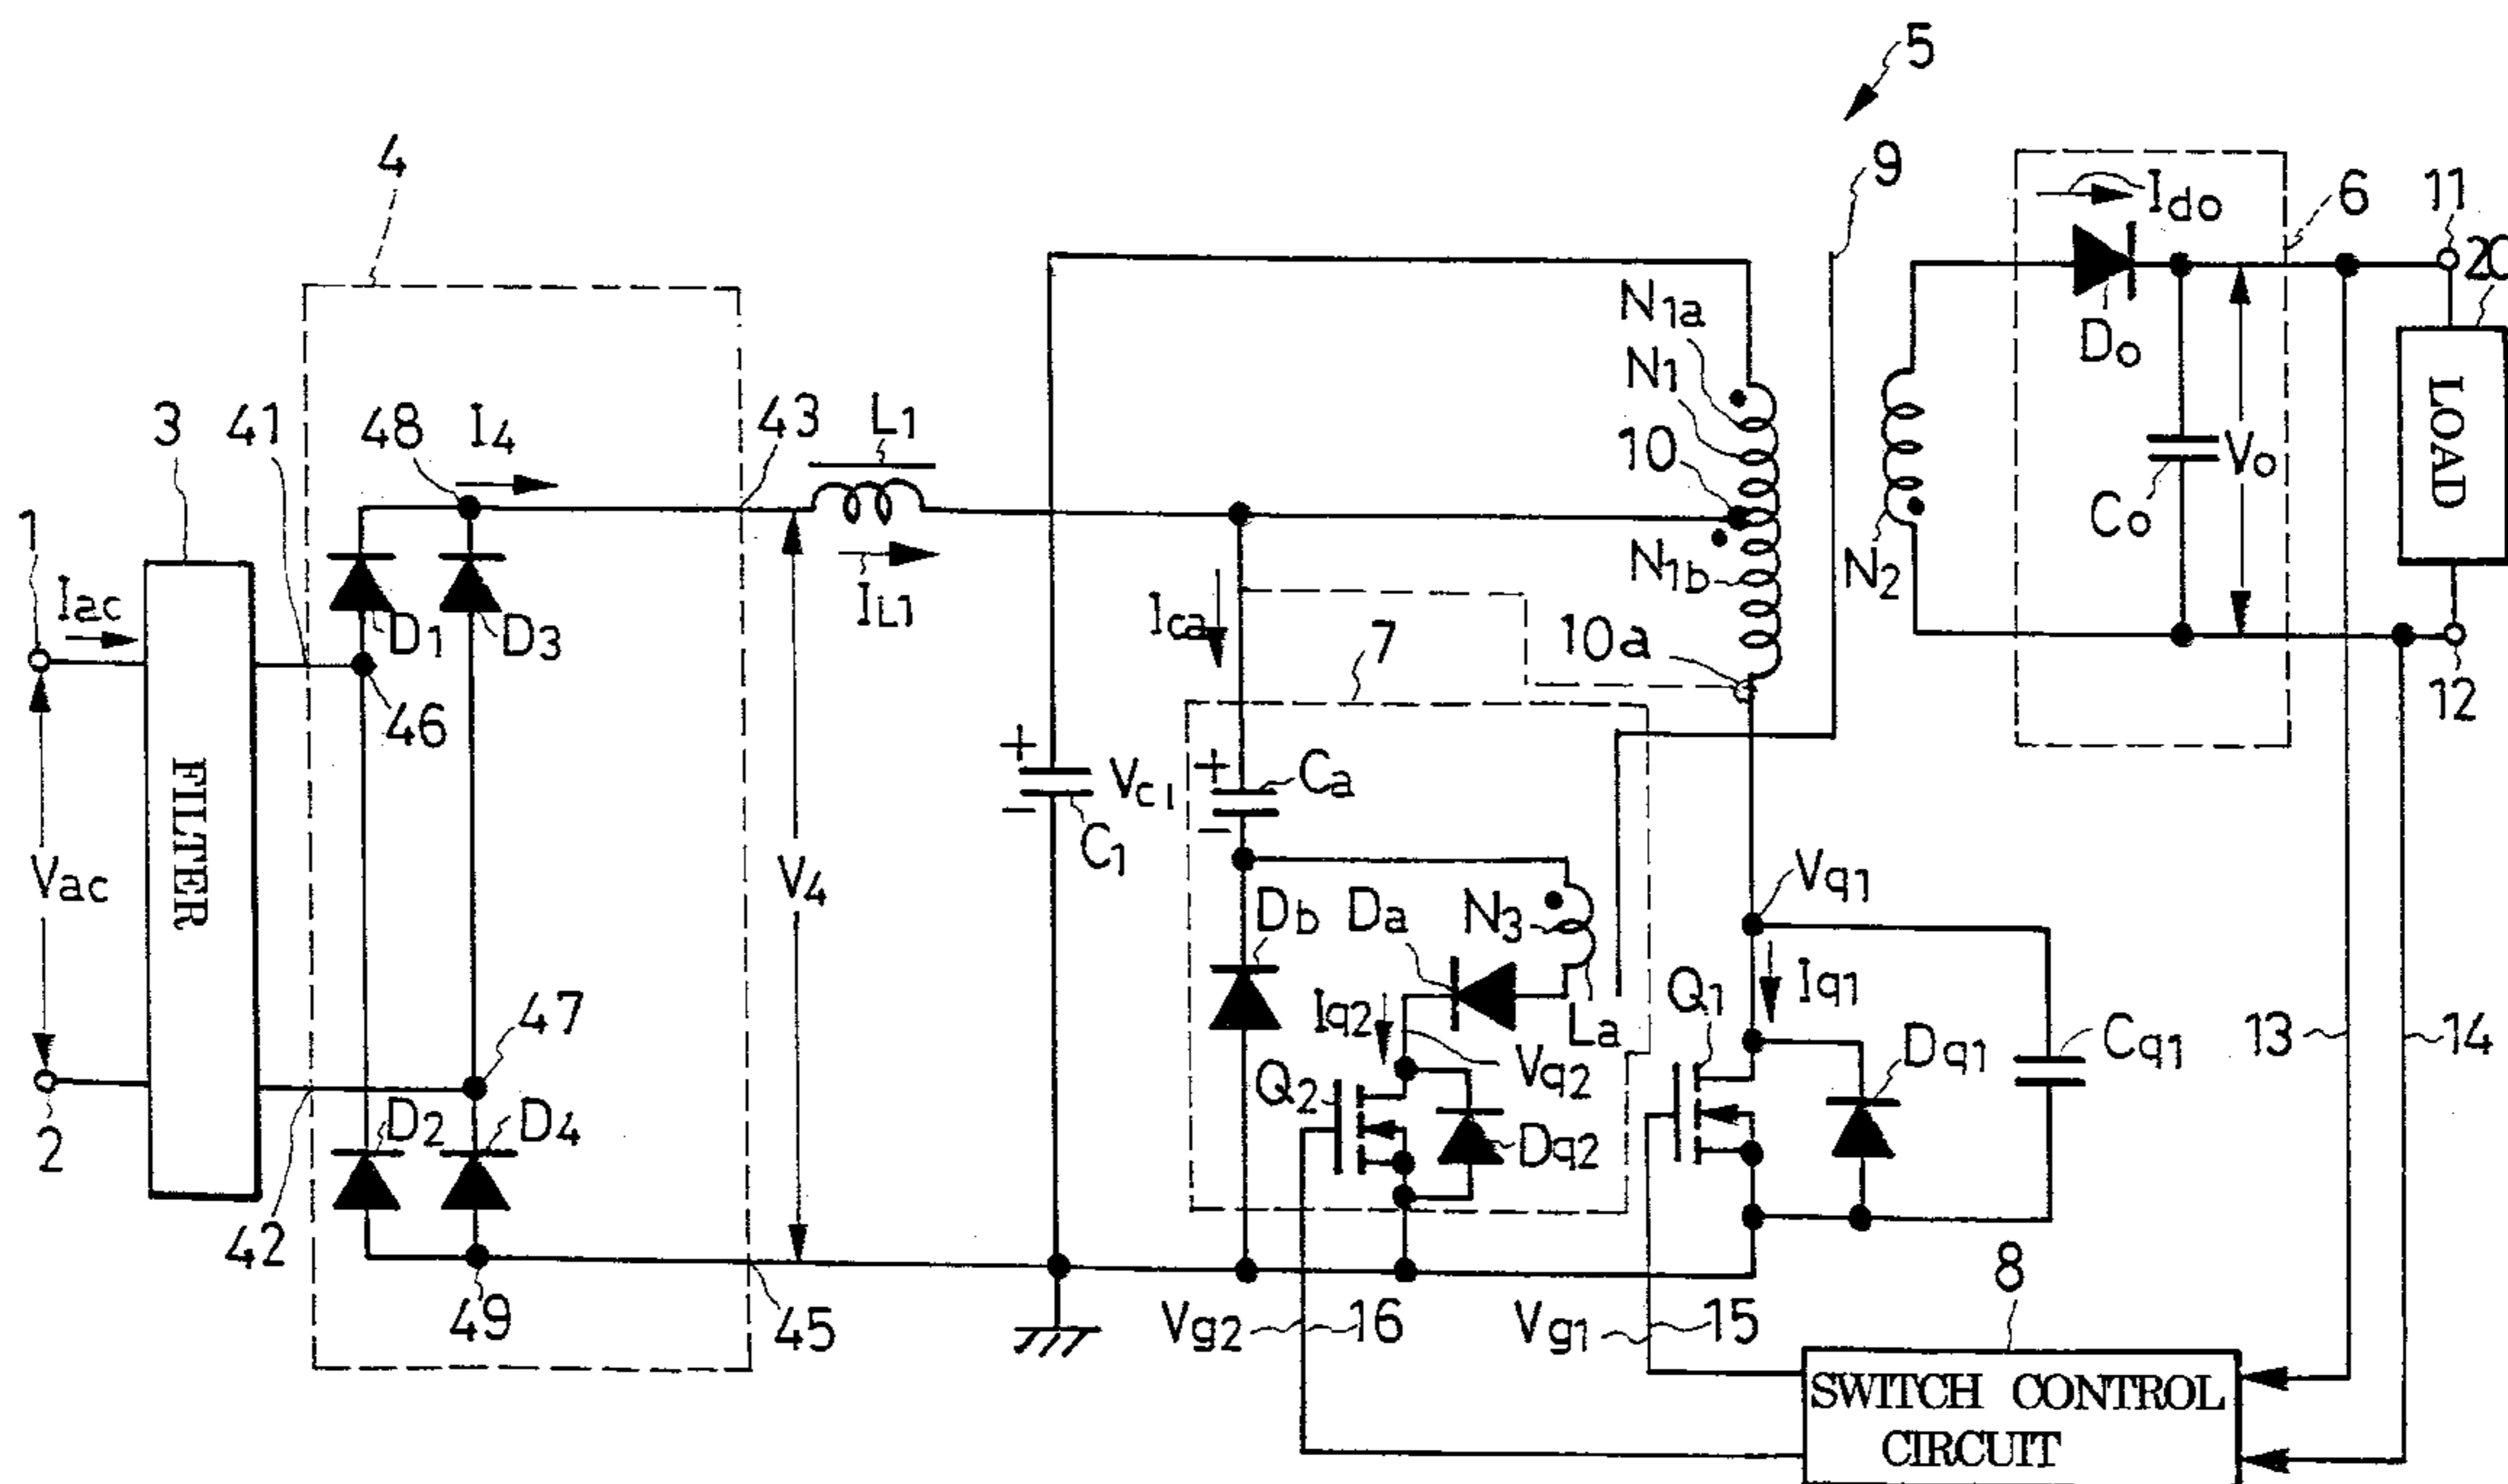 5
4
9
Ido
6
11
20
N1a
N1
Do
3
41
48
I4
43
L1
10
LOAD
Vo
Co
1
Iac
D1
D3
IL1
Ica
N1b
N2
10a
7
46
12
FILTER
Vac
V4
Vc1
C1
Ca
Vq1
Db
Da
N3
47
Iq2
La
Q1
Iq1
Dq1
Cq1
13
14
Vq2
Q2
Dq2
2
D2
D4
42
49
45
Vg2
16
Vg1
15
8
SWITCH CONTROL
CIRCUIT
+
-
+
-